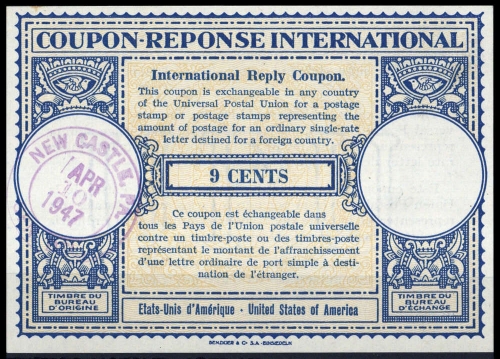 COUPON-REPONSE INTERNATIONAL
International Reply Coupon.
This coupon is exchangeable in any country
of the Universal Postal Union for a postage
stamp or postage stamps representing the
amount of postage for an ordinary single-rate
letter destined for a foreign country.
9 CENTS
Ce coupon est échangeable dans
tous les Pays de l'Union postale universelle
contre un timbre-poste ou des timbres-poste
représentant le montant de l'affranchissement
d'une lettre ordinaire de port simple à desti-
nation de l'étranger.
NEW CASTLE, PA.
APR
10
1947
TIMBRE DU
BUREAU
D'ORIGINE
Etats-Unis d'Amérique - United States of America
TIMBRE DU
BUREAU
D'ÉCHANGE
BENZIGER & Co S.A.-EINSIEDELN